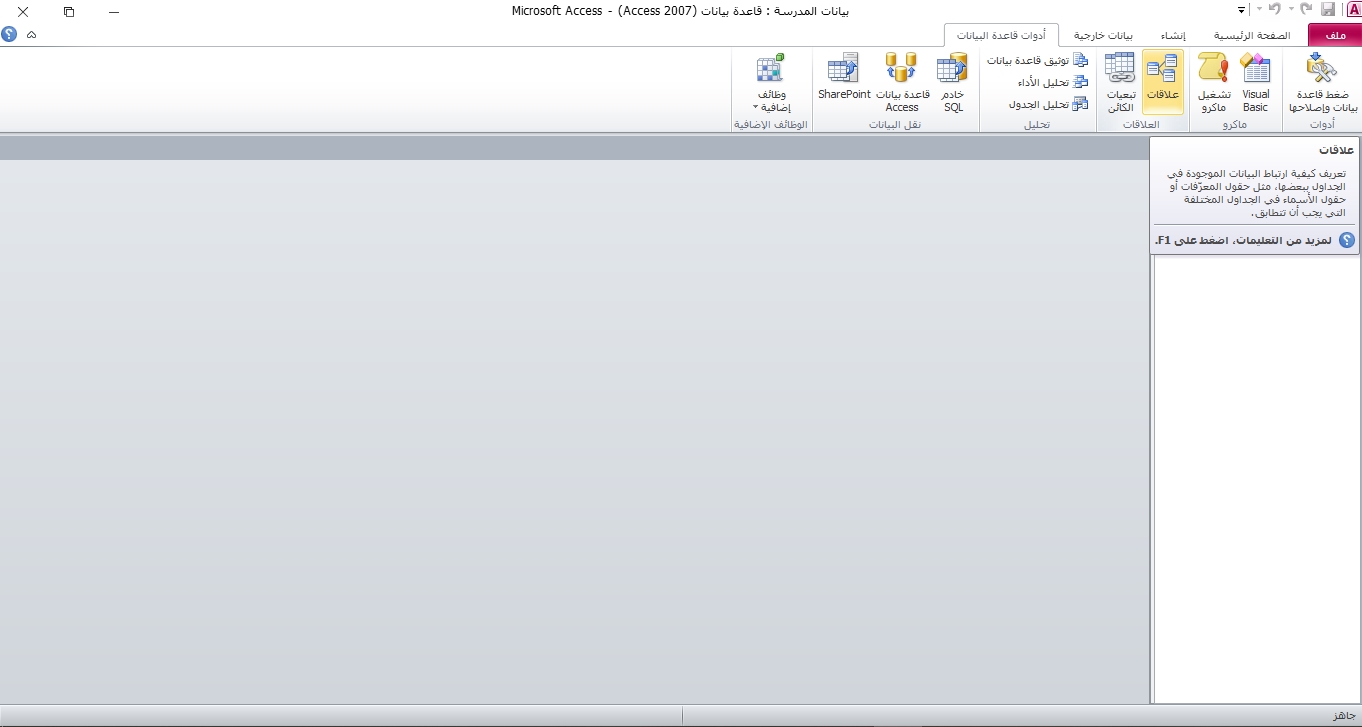 بيانات المدرسة : قاعدة بيانات (Access 2007) - Microsoft Access
ملف
الصفحة الرئيسية
إنشاء
بيانات خارجية
أدوات قاعدة البيانات
ضغط قاعدة
بيانات وإصلاحها
أدوات
Visual
Basic
تشغيل
ماكرو
ماكرو
علاقات
تبعيات
الكائن
العلاقات
توثيق قاعدة بيانات
تحليل الأداء
تحليل الجدول
تحليل
خادم
SQL
قاعدة بيانات
Access
SharePoint
نقل البيانات
وظائف
إضافية
الوظائف الإضافية
علاقات
تعريف كيفية ارتباط البيانات الموجودة في
الجداول ببعضها، مثل حقول المعرّفات أو
حقول الأسماء في الجداول المختلفة
التي يجب أن تتطابق.
لمزيد من التعليمات، اضغط على F1.
جاهز